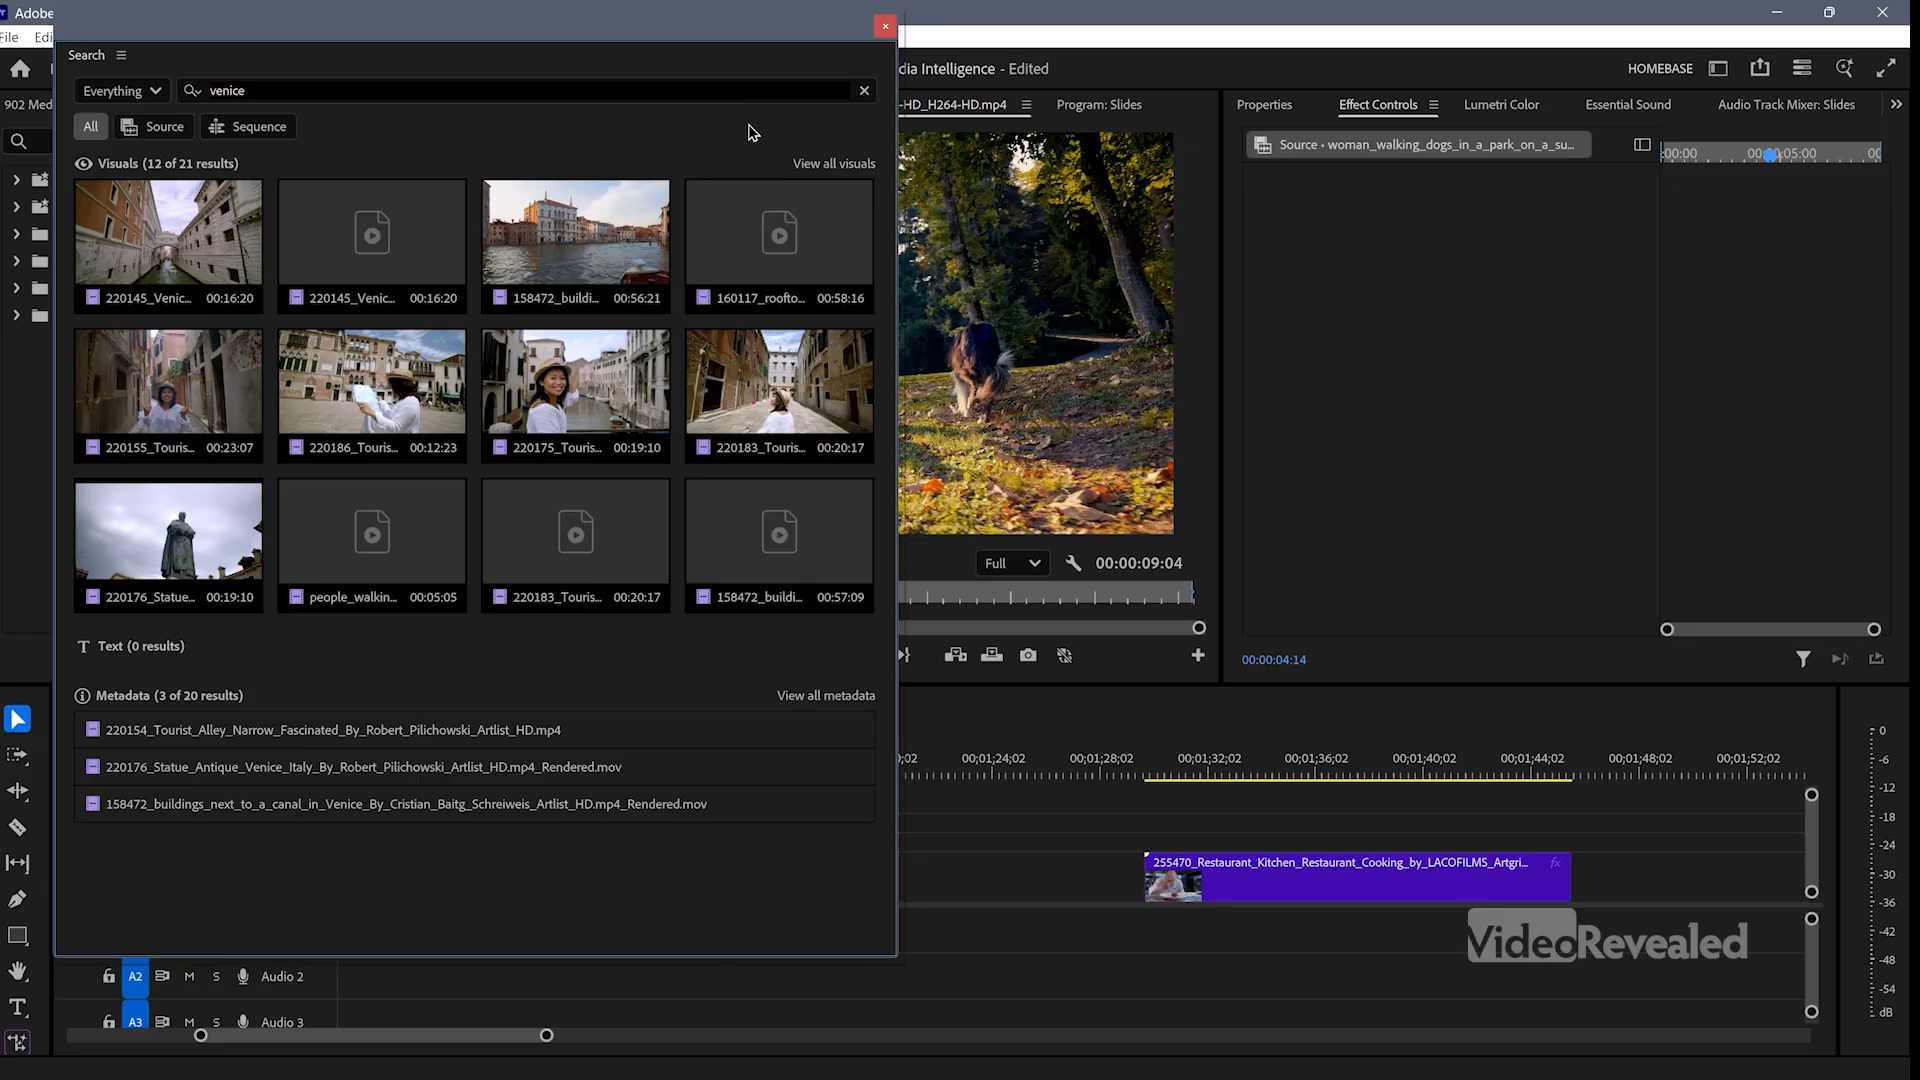 Adobe
File Edi
HOMEBASE
dia Intelligence - Edited
902 Med
Search
Everything
venice
All
Source
Sequence
Visuals (12 of 21 results)
View all visuals
220145_Venic... 00:16:20
220145_Venic... 00:16:20
158472_buildi... 00:56:21
160117_roofto... 00:58:16
220155_Touris... 00:23:07
220186_Touris... 00:12:23
220175_Touris... 00:19:10
220183_Touris... 00:20:17
220176_Statue... 00:19:10
people_walkin... 00:05:05
220183_Touris... 00:20:17
158472_buildi... 00:57:09
Text (0 results)
Metadata (3 of 20 results)
View all metadata
220154_Tourist_Alley_Narrow_Fascinated_By_Robert_Pilichowski_Artlist_HD.mp4
220176_Statue_Antique_Venice_Italy_By_Robert_Pilichowski_Artlist_HD.mp4_Rendered.mov
158472_buildings_next_to_a_canal_in_Venice_By_Cristian_Baitg_Schreiweis_Artlist_HD.mp4_Rendered.mov
-HD_H264-HD.mp4
Program: Slides
Full
00:00:09:04
Properties
Effect Controls
Lumetri Color
Essential Sound
Audio Track Mixer: Slides
Source • woman_walking_dogs_in_a_park_on_a_su...
:00:00
05:00
00:00:04:14
;02
00;01;24;02
00;01;28;02
00;01;32;02
00;01;36;02
00;01;40;02
00;01;44;02
00;01;48;02
00;01;52;02
255470_Restaurant_Kitchen_Restaurant_Cooking_by_LACOFILMS_Artgri... fx
VideoRevealed
A2 M S Audio 2
A3 M S Audio 3
0
-6
-12
-18
-24
-30
-36
-42
-48
-54
dB